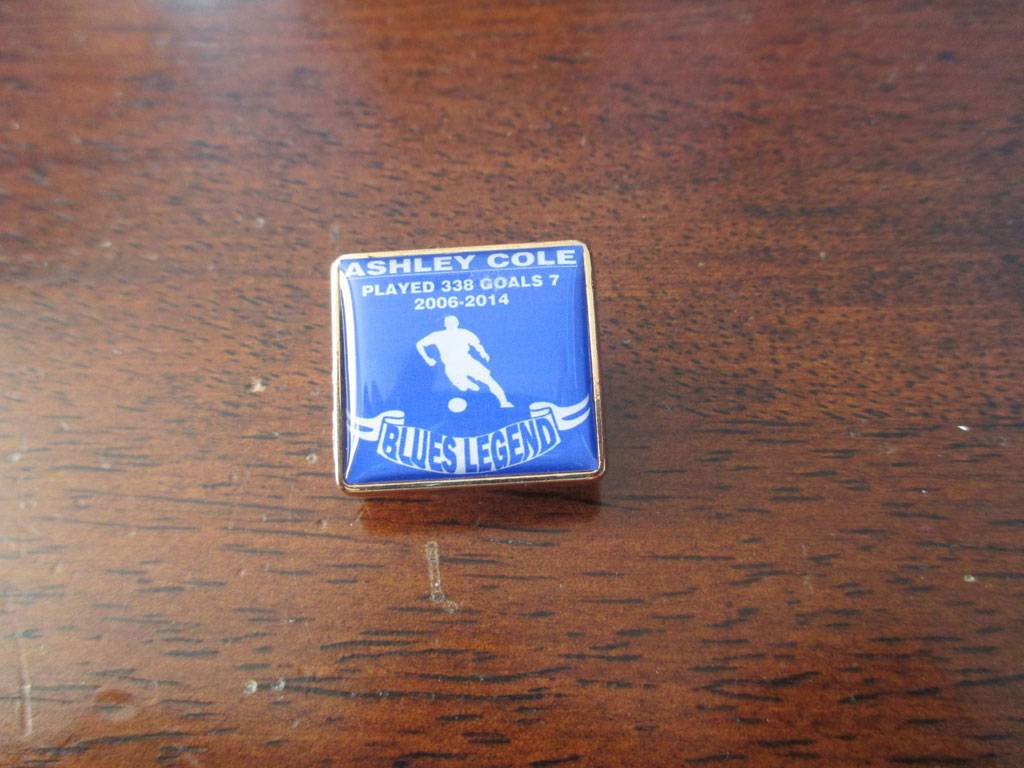 ASHLEY COLE
PLAYED 338 GOALS 7
2006-2014
BLUES LEGEND